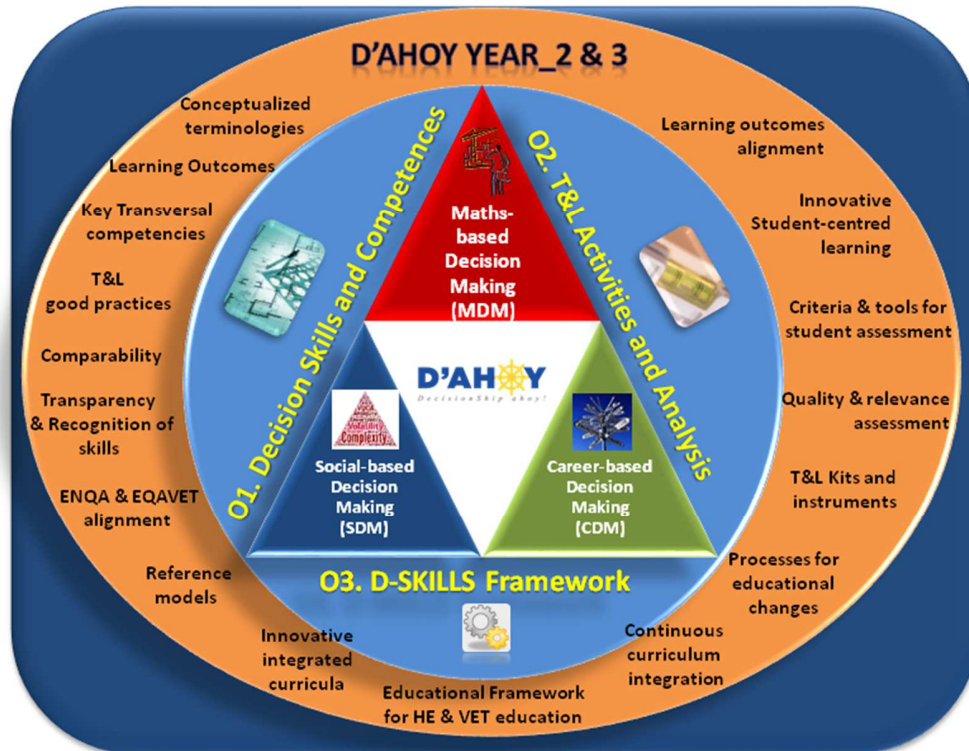 D'AHOY YEAR_2 & 3
Conceptualized
terminologies
Learning Outcomes
Key Transversal
competencies
T&L
good practices
Comparability
Transparency
& Recognition of
skills
ENQA & EQAVET
alignment
Reference
models
Innovative
integrated
curricula
Educational Framework
for HE & VET education
Continuous
curriculum
integration
Processes for
educational
changes
T&L Kits and
instruments
Quality & relevance
assessment
Criteria & tools for
student assessment
Innovative
Student-centred
learning
Learning outcomes
alignment
O1. Decision Skills and Competences
O2. T&L Activities and Analysis
O3. D-SKILLS Framework
Maths-
based
Decision
Making
(MDM)
D'AHOY
DecisionShip ahoy!
Volatility
Complexity
Social-based
Decision
Making
(SDM)
Career-based
Decision
Making
(CDM)